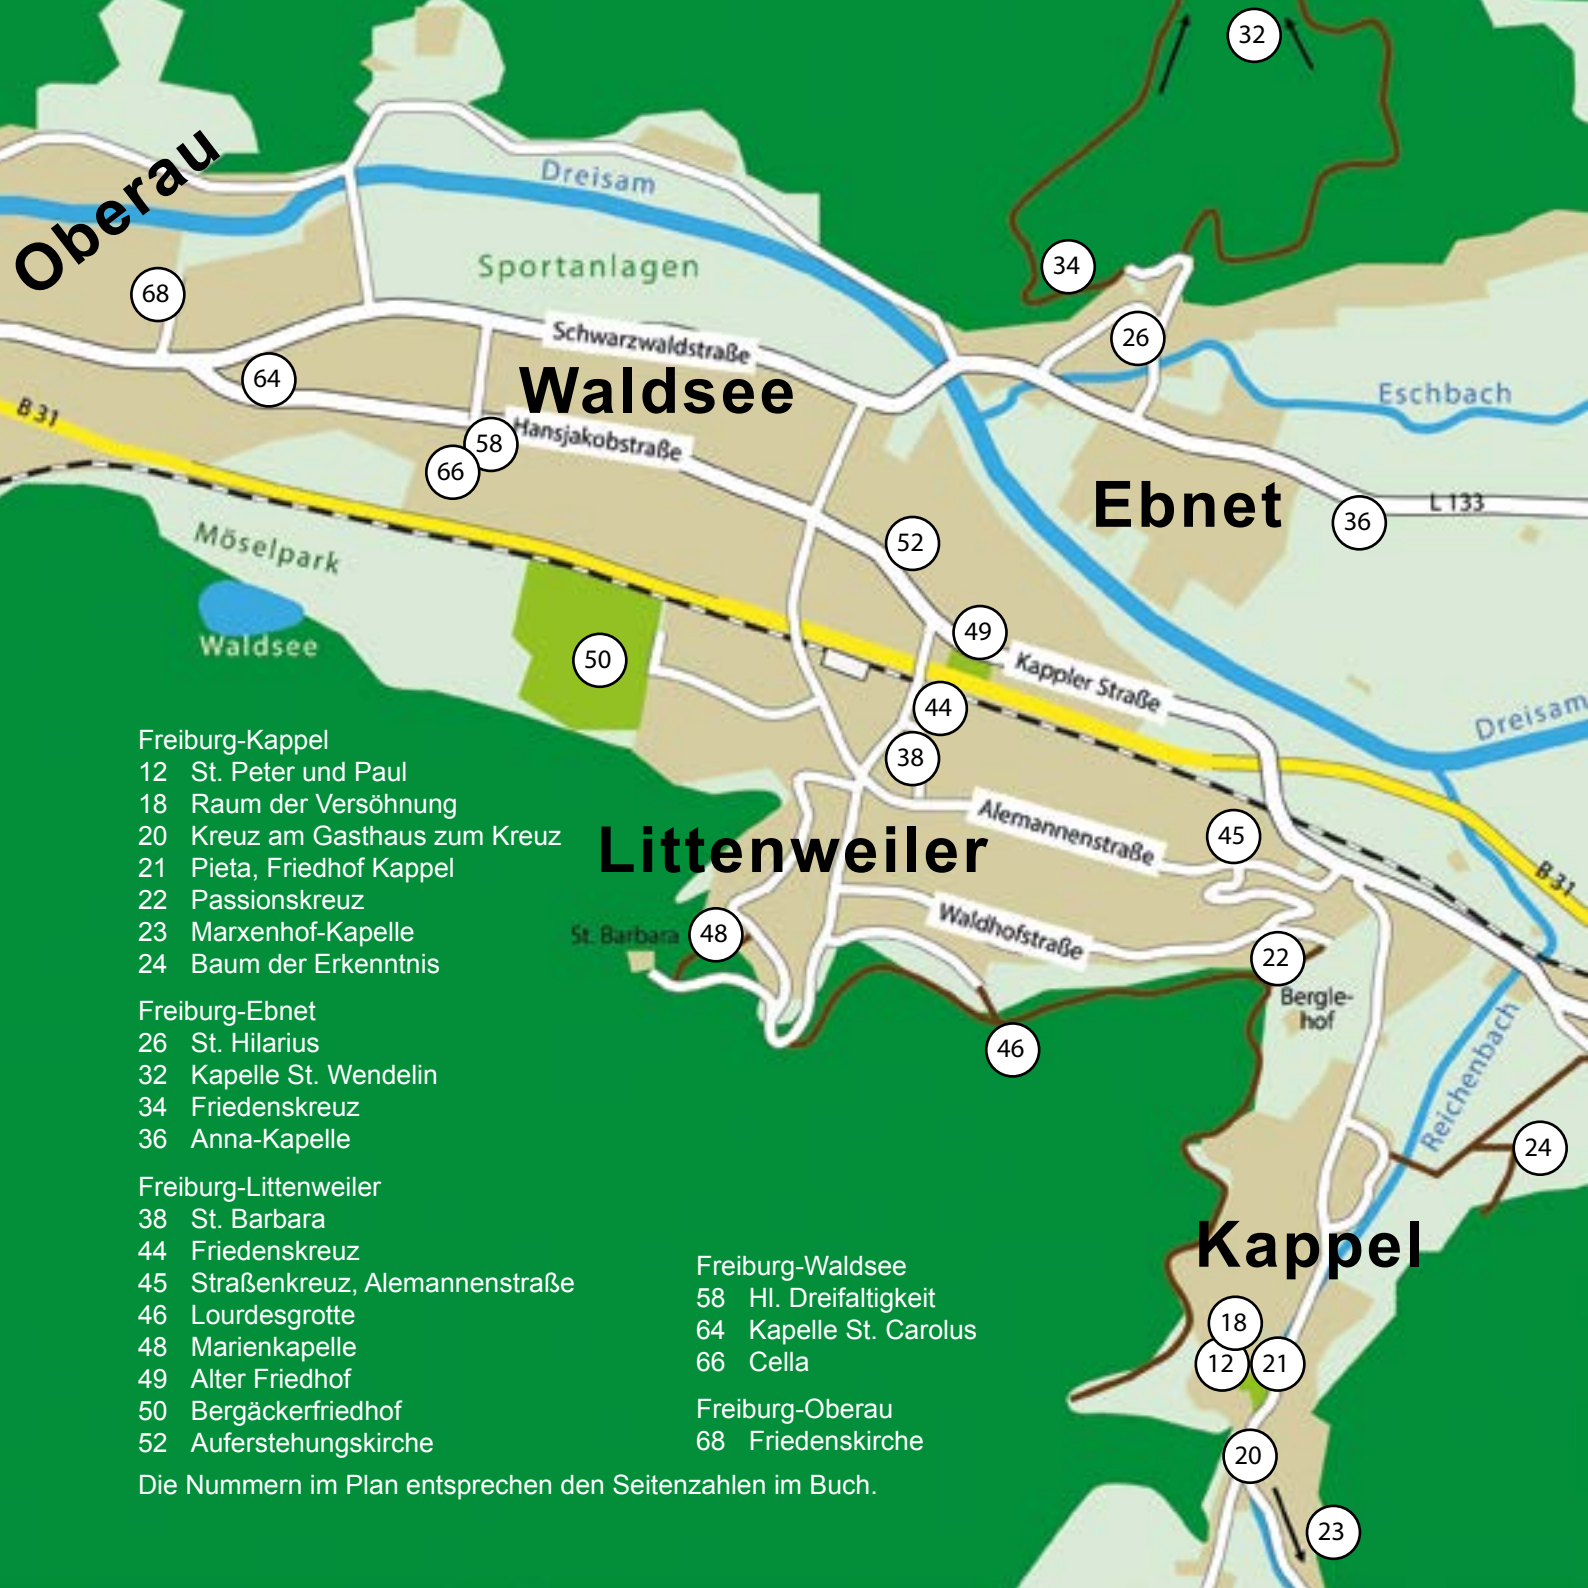 32
Oberau
Dreisam
Sportanlagen
34
68
26
Schwarzwaldstraße
64
Waldsee
Eschbach
B 31
58
Hansjakobstraße
66
Ebnet
L 133
36
Möselpark
52
Waldsee
49
50
Kappler Straße
44
Dreisam
38
Alemannenstraße
45
Littenweiler
B 31
Waldhofstraße
St. Barbara
48
22
Bergle-
hof
46
Reichenbach
24
Kappel
18
12
21
20
23
Freiburg-Kappel
12 St. Peter und Paul
18 Raum der Versöhnung
20 Kreuz am Gasthaus zum Kreuz
21 Pieta, Friedhof Kappel
22 Passionskreuz
23 Marxenhof-Kapelle
24 Baum der Erkenntnis
Freiburg-Ebnet
26 St. Hilarius
32 Kapelle St. Wendelin
34 Friedenskreuz
36 Anna-Kapelle
Freiburg-Littenweiler
38 St. Barbara
44 Friedenskreuz
45 Straßenkreuz, Alemannenstraße
46 Lourdesgrotte
48 Marienkapelle
49 Alter Friedhof
50 Bergäckerfriedhof
52 Auferstehungskirche
Freiburg-Waldsee
58 Hl. Dreifaltigkeit
64 Kapelle St. Carolus
66 Cella
Freiburg-Oberau
68 Friedenskirche
Die Nummern im Plan entsprechen den Seitenzahlen im Buch.